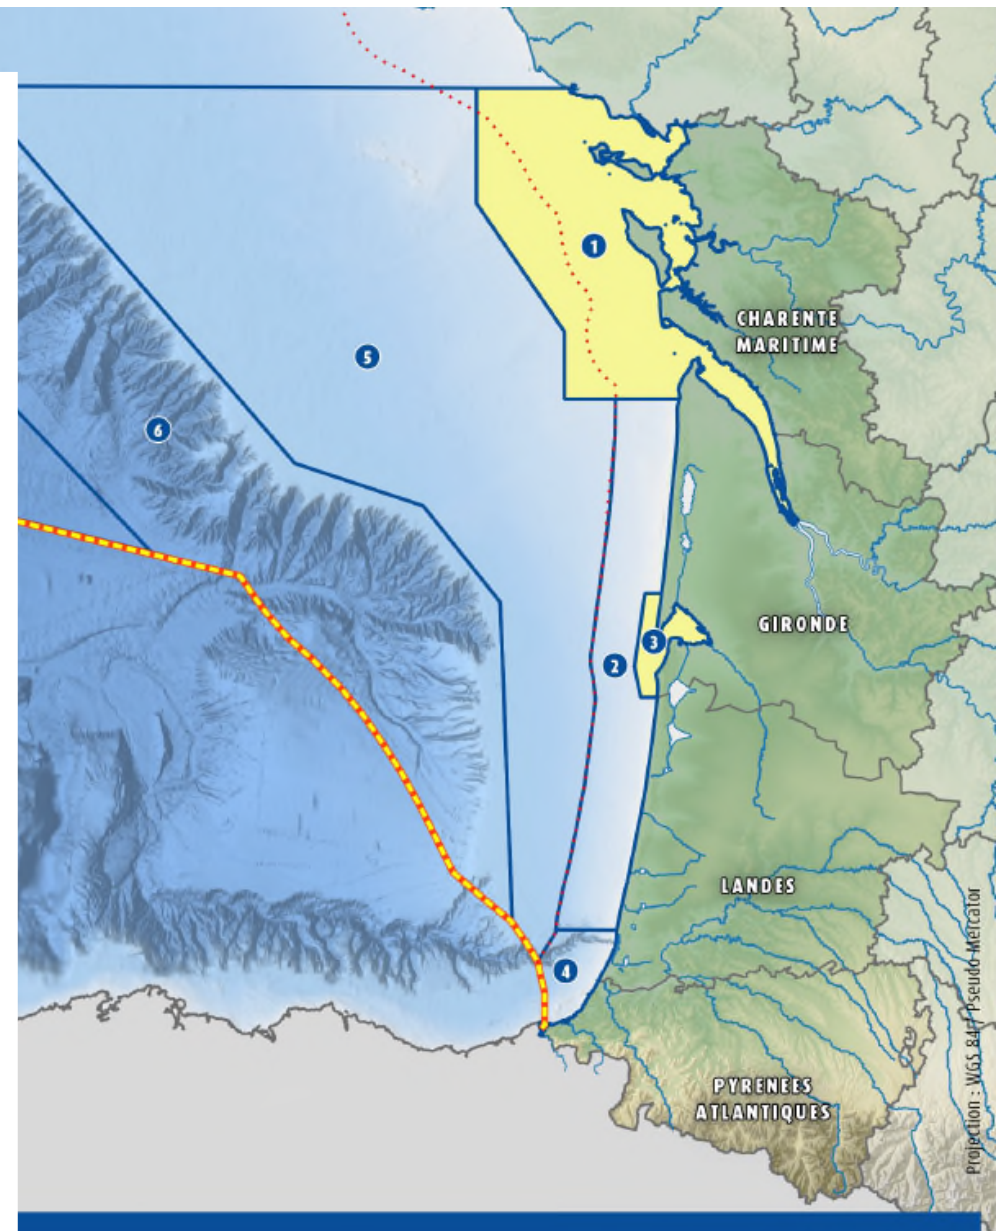 1
CHARENTE
MARITIME
5
6
GIRONDE
3
2
LANDES
4
PYRENEES
ATLANTIQUES
Projection : WGS 84 / Pseudo Mercator